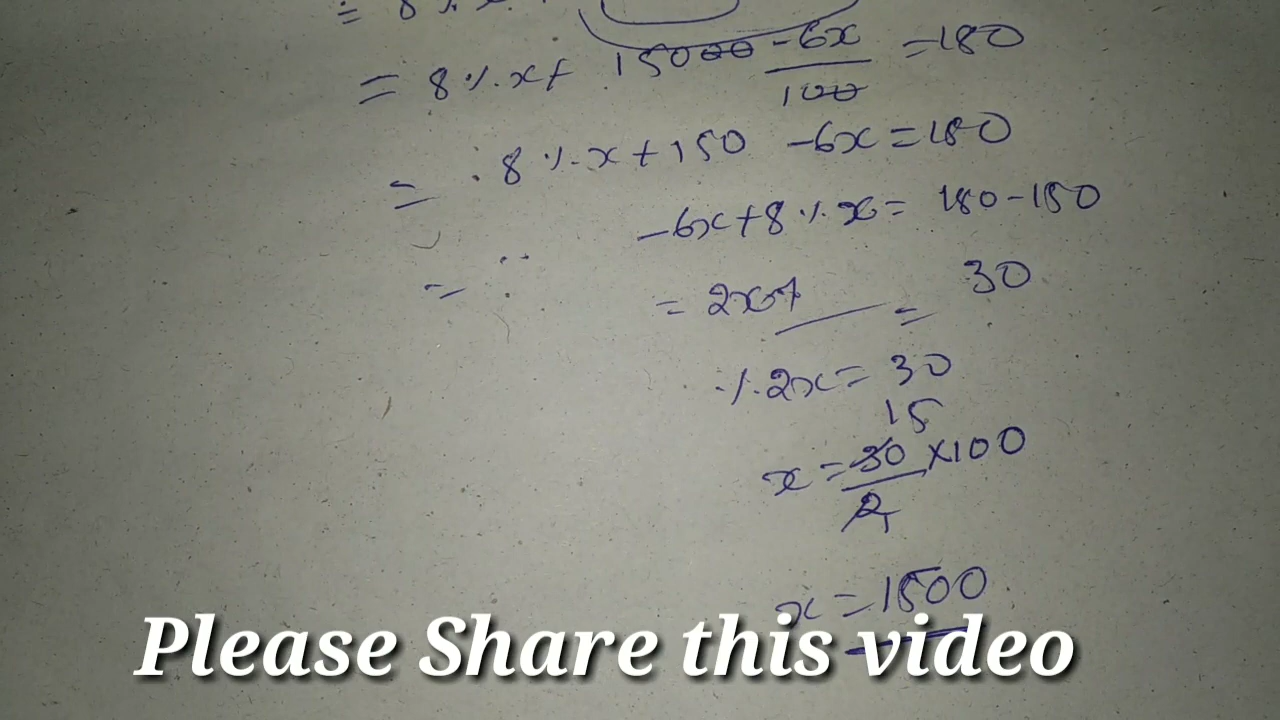 = 8%.x
= 8%.x+ 15000 -6x/100 = 180
= 8%.x+150 -6x=180
-6x+8%.x= 180-150
= 2x = 30
%.2x= 30
15
x = 30/2 x100
x = 1500
Please Share this video